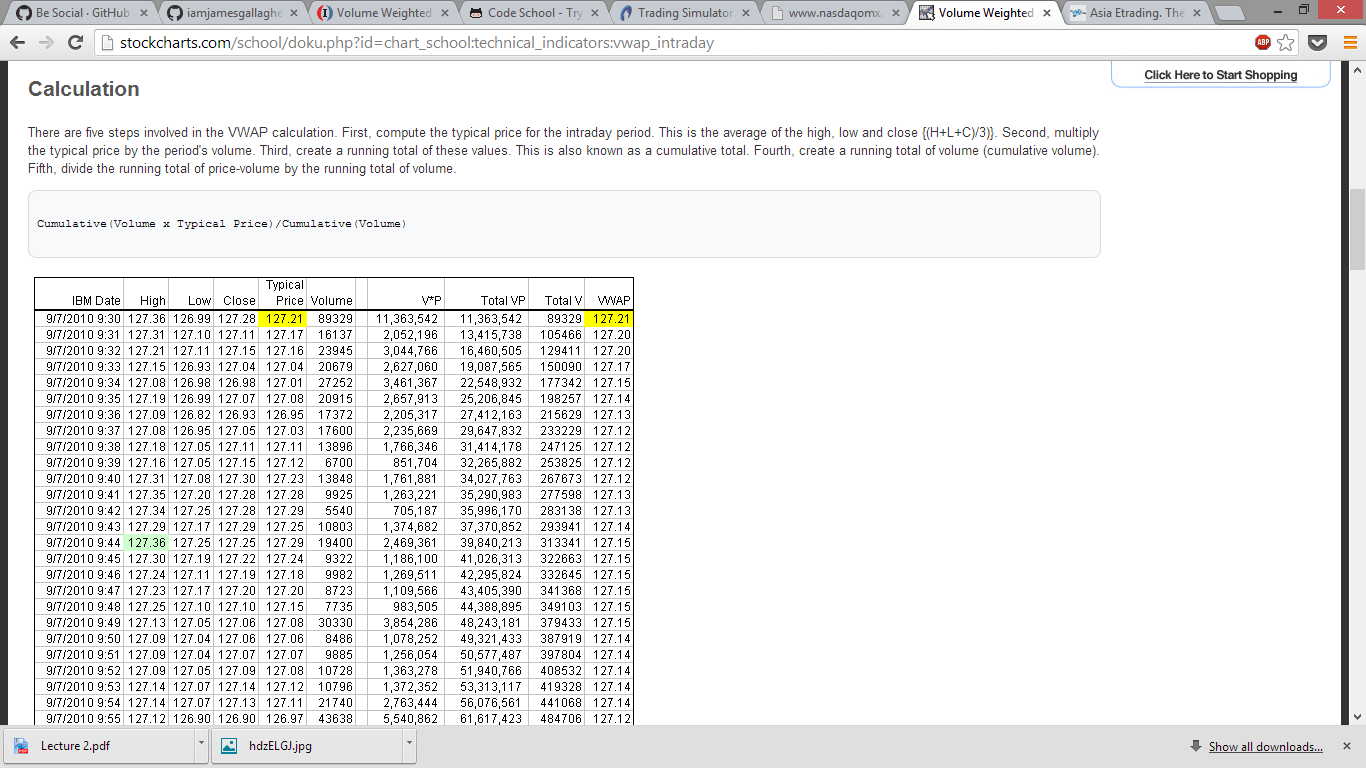 Be Social · GitHub
iamjamesgallaghe
Volume Weighted
Code School - Try
Trading Simulator
www.nasdaqomx.
Volume Weighted
Asia Etrading. The
stockcharts.com/school/doku.php?id=chart_school:technical_indicators:vwap_intraday
ABP
Click Here to Start Shopping
Calculation
There are five steps involved in the VWAP calculation. First, compute the typical price for the intraday period. This is the average of the high, low and close {(H+L+C)/3)}. Second, multiply
the typical price by the period's volume. Third, create a running total of these values. This is also known as a cumulative total. Fourth, create a running total of volume (cumulative volume).
Fifth, divide the running total of price-volume by the running total of volume.
Cumulative(Volume x Typical Price)/Cumulative(Volume)
Typical
IBM Date High Low Close Price Volume V*P Total VP Total V VWAP
9/7/2010 9:30 127.36 126.99 127.28 127.21 89329 11,363,542 11,363,542 89329 127.21
9/7/2010 9:31 127.31 127.10 127.11 127.17 16137 2,052,196 13,415,738 105466 127.20
9/7/2010 9:32 127.21 127.11 127.15 127.16 23945 3,044,766 16,460,505 129411 127.20
9/7/2010 9:33 127.15 126.93 127.04 127.04 20679 2,627,060 19,087,565 150090 127.17
9/7/2010 9:34 127.08 126.98 126.98 127.01 27252 3,461,367 22,548,932 177342 127.15
9/7/2010 9:35 127.19 126.99 127.07 127.08 20915 2,657,913 25,206,845 198257 127.14
9/7/2010 9:36 127.09 126.82 126.93 126.95 17372 2,205,317 27,412,163 215629 127.13
9/7/2010 9:37 127.08 126.95 127.05 127.03 17600 2,235,669 29,647,832 233229 127.12
9/7/2010 9:38 127.18 127.05 127.11 127.11 13896 1,766,346 31,414,178 247125 127.12
9/7/2010 9:39 127.16 127.05 127.15 127.12 6700 851,704 32,265,882 253825 127.12
9/7/2010 9:40 127.31 127.08 127.30 127.23 13848 1,761,881 34,027,763 267673 127.12
9/7/2010 9:41 127.35 127.20 127.28 127.28 9925 1,263,221 35,290,983 277598 127.13
9/7/2010 9:42 127.34 127.25 127.28 127.29 5540 705,187 35,996,170 283138 127.13
9/7/2010 9:43 127.29 127.17 127.29 127.25 10803 1,374,682 37,370,852 293941 127.14
9/7/2010 9:44 127.36 127.25 127.25 127.29 19400 2,469,361 39,840,213 313341 127.15
9/7/2010 9:45 127.30 127.19 127.22 127.24 9322 1,186,100 41,026,313 322663 127.15
9/7/2010 9:46 127.24 127.11 127.19 127.18 9982 1,269,511 42,295,824 332645 127.15
9/7/2010 9:47 127.23 127.17 127.20 127.20 8723 1,109,566 43,405,390 341368 127.15
9/7/2010 9:48 127.25 127.10 127.10 127.15 7735 983,505 44,388,895 349103 127.15
9/7/2010 9:49 127.13 127.05 127.06 127.08 30330 3,854,286 48,243,181 379433 127.15
9/7/2010 9:50 127.09 127.04 127.06 127.06 8486 1,078,252 49,321,433 387919 127.14
9/7/2010 9:51 127.09 127.04 127.07 127.07 9885 1,256,054 50,577,487 397804 127.14
9/7/2010 9:52 127.09 127.05 127.09 127.08 10728 1,363,278 51,940,766 408532 127.14
9/7/2010 9:53 127.14 127.07 127.14 127.12 10796 1,372,352 53,313,117 419328 127.14
9/7/2010 9:54 127.14 127.07 127.13 127.11 21740 2,763,444 56,076,561 441068 127.14
9/7/2010 9:55 127.12 126.90 126.90 126.97 43638 5,540,862 61,617,423 484706 127.12
Lecture 2.pdf
hdzELGJ.jpg
Show all downloads...